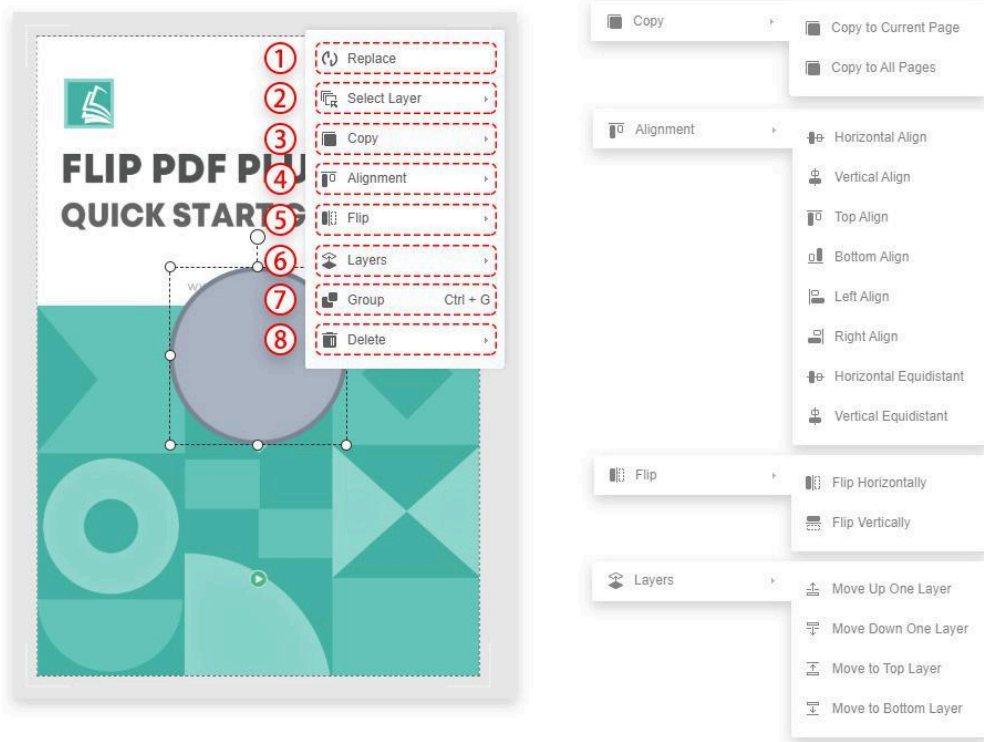 FLIP PDF PLU
QUICK START G
① Replace
② Select Layer
③ Copy
④ Alignment
⑤ Flip
⑥ Layers
⑦ Group Ctrl + G
⑧ Delete
Copy
Copy to Current Page
Copy to All Pages
Alignment
Horizontal Align
Vertical Align
Top Align
Bottom Align
Left Align
Right Align
Horizontal Equidistant
Vertical Equidistant
Flip
Flip Horizontally
Flip Vertically
Layers
Move Up One Layer
Move Down One Layer
Move to Top Layer
Move to Bottom Layer